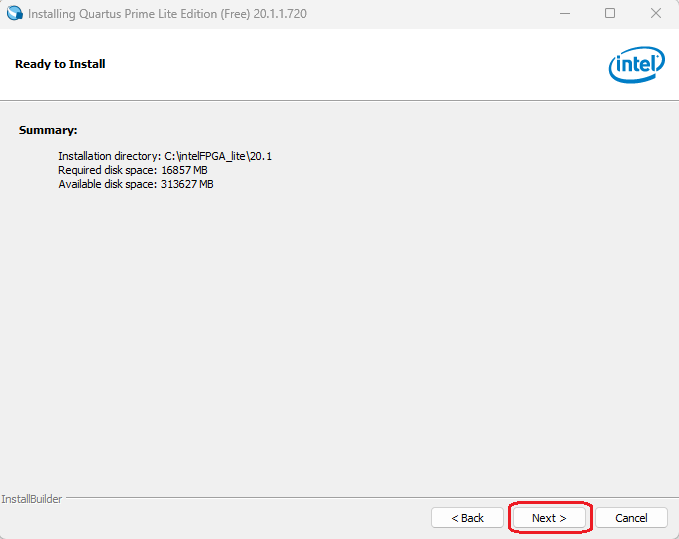 Installing Quartus Prime Lite Edition (Free) 20.1.1.720
Ready to Install
intel
Summary:
Installation directory: C:\intelFPGA_lite\20.1
Required disk space: 16857 MB
Available disk space: 313627 MB
InstallBuilder
< Back
Next >
Cancel